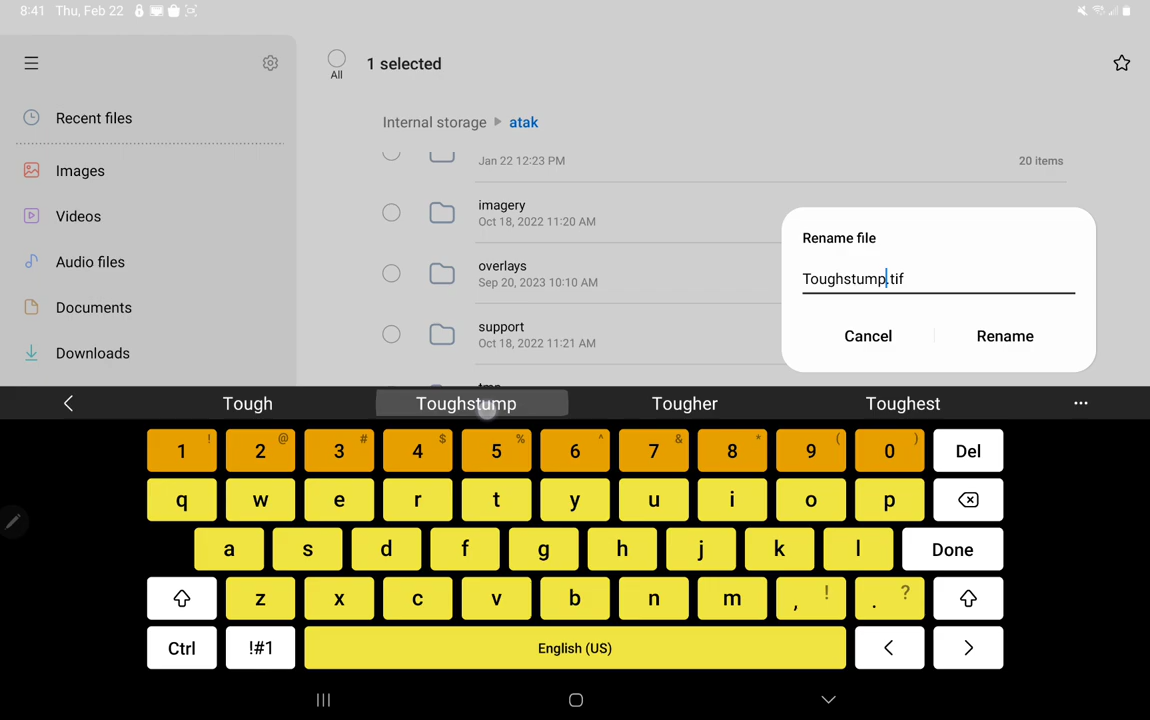 8:41 Thu, Feb 22
All
1 selected
Recent files
Images
Videos
Audio files
Documents
Downloads
Internal storage ▶ atak
Jan 22 12:23 PM
20 items
imagery
Oct 18, 2022 11:20 AM
overlays
Sep 20, 2023 10:10 AM
support
Oct 18, 2022 11:21 AM
Rename file
Toughstump.tif
Cancel
Rename
Tough Toughstump Tougher Toughest ...
1 ! 2 @ 3 # 4 $ 5 % 6 ^ 7 & 8 * 9 ( 0 ) Del
q w e r t y u i o p
a s d f g h j k l Done
z x c v b n m , ! . ?
Ctrl !#1 English (US) < >